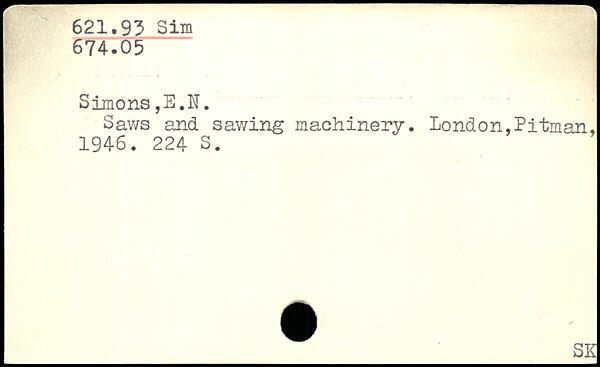 621.93 Sim
674.05
Simons,E.N.
Saws and sawing machinery. London,Pitman,
1946. 224 S.
SK